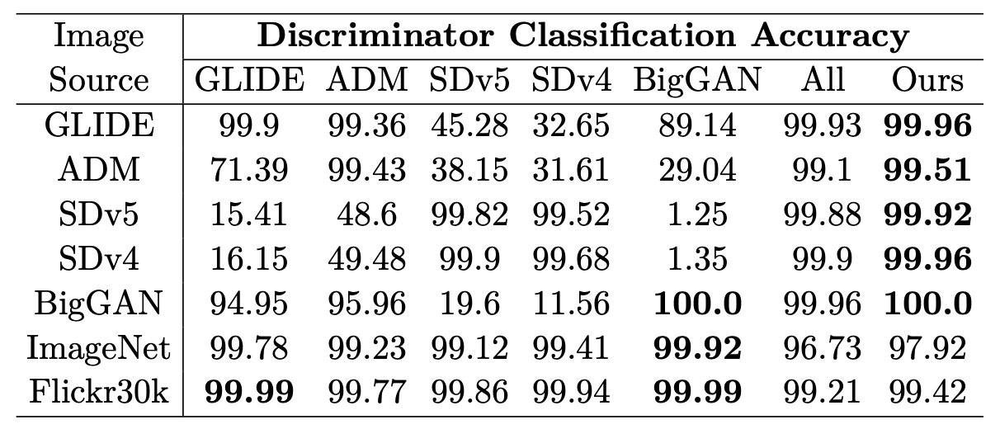 Image Discriminator Classification Accuracy
Source GLIDE ADM SDv5 SDv4 BigGAN All Ours
GLIDE 99.9 99.36 45.28 32.65 89.14 99.93 99.96
ADM 71.39 99.43 38.15 31.61 29.04 99.1 99.51
SDv5 15.41 48.6 99.82 99.52 1.25 99.88 99.92
SDv4 16.15 49.48 99.9 99.68 1.35 99.9 99.96
BigGAN 94.95 95.96 19.6 11.56 100.0 99.96 100.0
ImageNet 99.78 99.23 99.12 99.41 99.92 96.73 97.92
Flickr30k 99.99 99.77 99.86 99.94 99.99 99.21 99.42